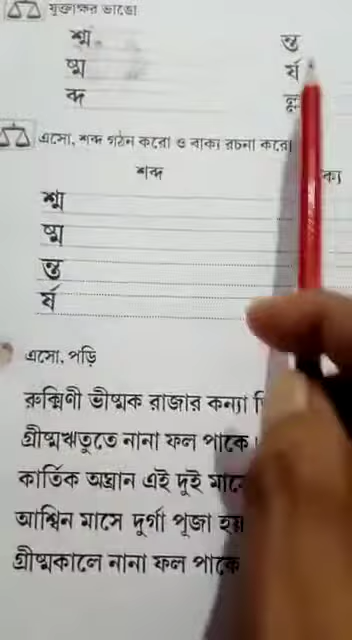 যুক্তাক্ষর ভাঙো
শ্ম ন্তু
ষ্ম র্য
ব্দ ল্ল
এসো, শব্দ গঠন করো ও বাক্য রচনা করো
শব্দ
শ্ম
ষ্ম
ন্তু
র্য
এসো, পড়ি
রুক্মিণী ভীষ্মক রাজার কন্যা
গ্রীষ্মঋতুতে নানা ফল পাকে।
কার্তিক অঘ্রান এই দুই মাসে
আশ্বিন মাসে দুর্গা পূজা হয়
গ্রীষ্মকালে নানা ফল পাকে